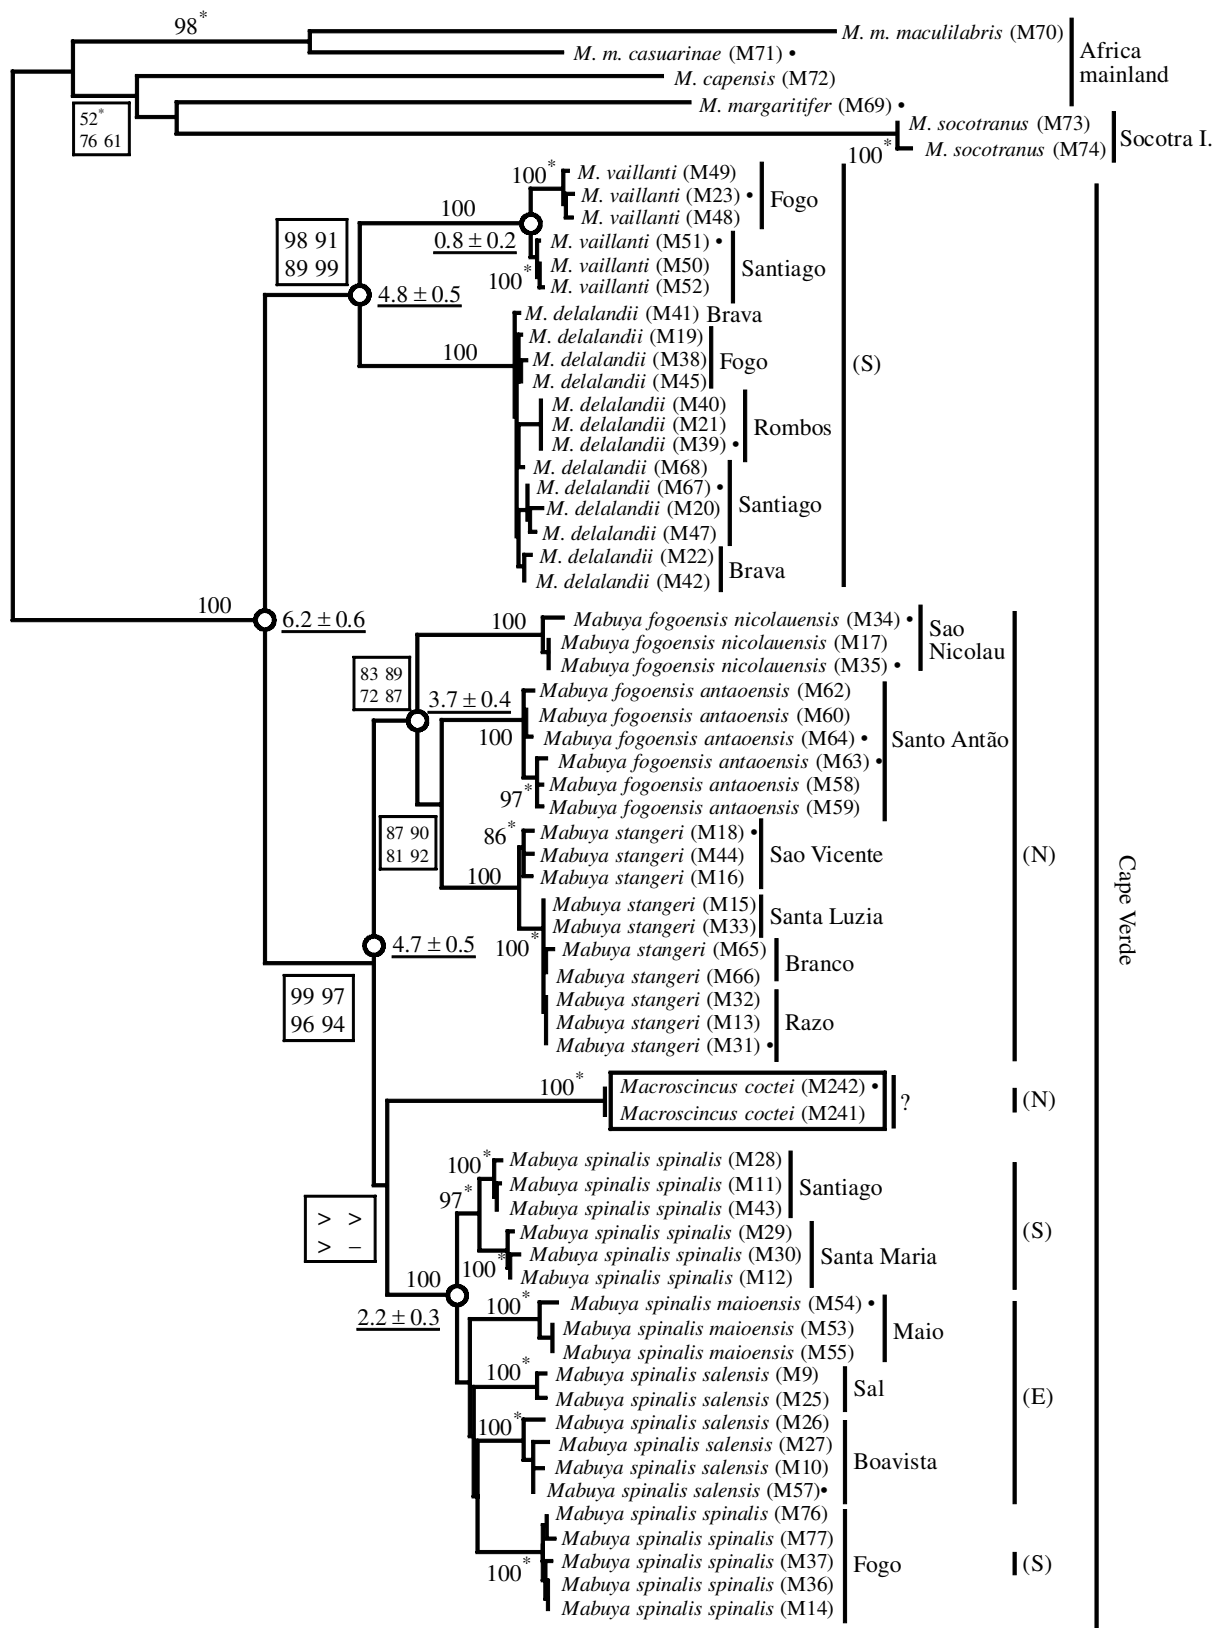 98*
M. m. maculilabris (M70)
M. m. casuarinae (M71) •
Africa
mainland
M. capensis (M72)
M. margaritifer (M69) •
52*
76 61
M. socotranus (M73)
100*
M. socotranus (M74)
Socotra I.
100*
M. vaillanti (M49)
M. vaillanti (M23) •
M. vaillanti (M48)
Fogo
100
0.8 ± 0.2
M. vaillanti (M51) •
M. vaillanti (M50)
M. vaillanti (M52)
100*
Santiago
98 91
89 99
4.8 ± 0.5
M. delalandii (M41) Brava
M. delalandii (M19)
M. delalandii (M38)
M. delalandii (M45)
Fogo
100
(S)
M. delalandii (M40)
M. delalandii (M21)
M. delalandii (M39) •
Rombos
M. delalandii (M68)
M. delalandii (M67) •
M. delalandii (M20)
M. delalandii (M47)
Santiago
M. delalandii (M22)
M. delalandii (M42)
Brava
100
6.2 ± 0.6
100
Mabuya fogoensis nicolauensis (M34) •
Mabuya fogoensis nicolauensis (M17)
Mabuya fogoensis nicolauensis (M35) •
Sao
Nicolau
83 89
72 87
3.7 ± 0.4
Mabuya fogoensis antaoensis (M62)
Mabuya fogoensis antaoensis (M60)
Mabuya fogoensis antaoensis (M64) •
Mabuya fogoensis antaoensis (M63) •
Mabuya fogoensis antaoensis (M58)
Mabuya fogoensis antaoensis (M59)
100
97*
Santo Antão
87 90
81 92
86*
Mabuya stangeri (M18) •
Mabuya stangeri (M44)
Mabuya stangeri (M16)
Sao Vicente
100
(N)
Mabuya stangeri (M15)
Mabuya stangeri (M33)
Santa Luzia
100*
Mabuya stangeri (M65)
Mabuya stangeri (M66)
Branco
Mabuya stangeri (M32)
Mabuya stangeri (M13)
Mabuya stangeri (M31) •
Razo
4.7 ± 0.5
99 97
96 94
Cape Verde
100*
Macroscincus coctei (M242) •
Macroscincus coctei (M241)
?
(N)
> >
> –
100*
Mabuya spinalis spinalis (M28)
Mabuya spinalis spinalis (M11)
Mabuya spinalis spinalis (M43)
Santiago
97*
Mabuya spinalis spinalis (M29)
Mabuya spinalis spinalis (M30)
Mabuya spinalis spinalis (M12)
100*
Santa Maria
(S)
100
2.2 ± 0.3
100*
Mabuya spinalis maioensis (M54) •
Mabuya spinalis maioensis (M53)
Mabuya spinalis maioensis (M55)
Maio
100*
Mabuya spinalis salensis (M9)
Mabuya spinalis salensis (M25)
Sal
(E)
100*
Mabuya spinalis salensis (M26)
Mabuya spinalis salensis (M27)
Mabuya spinalis salensis (M10)
Mabuya spinalis salensis (M57)•
Boavista
Mabuya spinalis spinalis (M76)
Mabuya spinalis spinalis (M77)
Mabuya spinalis spinalis (M37)
Mabuya spinalis spinalis (M36)
Mabuya spinalis spinalis (M14)
100*
Fogo
(S)